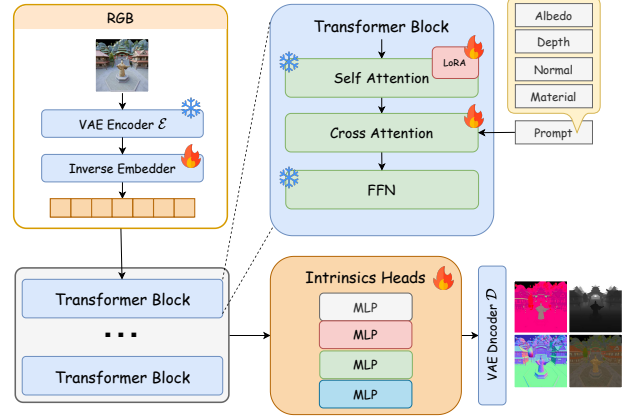 RGB
VAE Encoder ℰ
Inverse Embedder
Transformer Block
LoRA
Self Attention
Cross Attention
FFN
Albedo
Depth
Normal
Material
Prompt
Transformer Block
...
Transformer Block
Intrinsics Heads
MLP
MLP
MLP
MLP
VAE Dncoder 𝒟